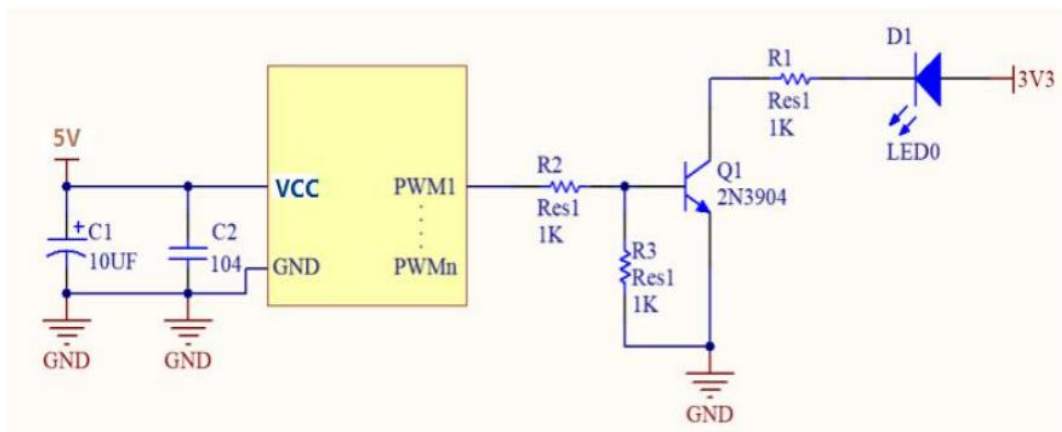 5V
C1
10UF
C2
104
GND
GND
VCC
GND
PWM1
PWMn
R2
Res1
1K
R3
Res1
1K
Q1
2N3904
GND
R1
Res1
1K
D1
LED0
3V3